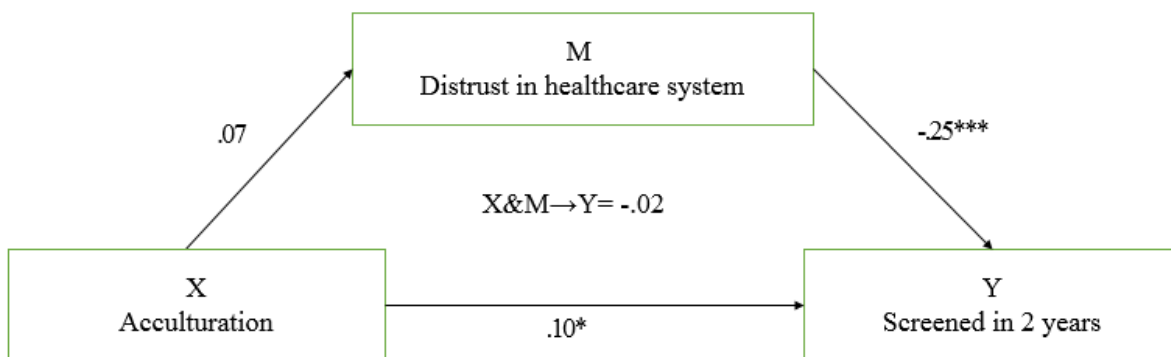 M
Distrust in healthcare system
.07
-.25***
X&M→Y= -.02
X
Acculturation
.10*
Y
Screened in 2 years